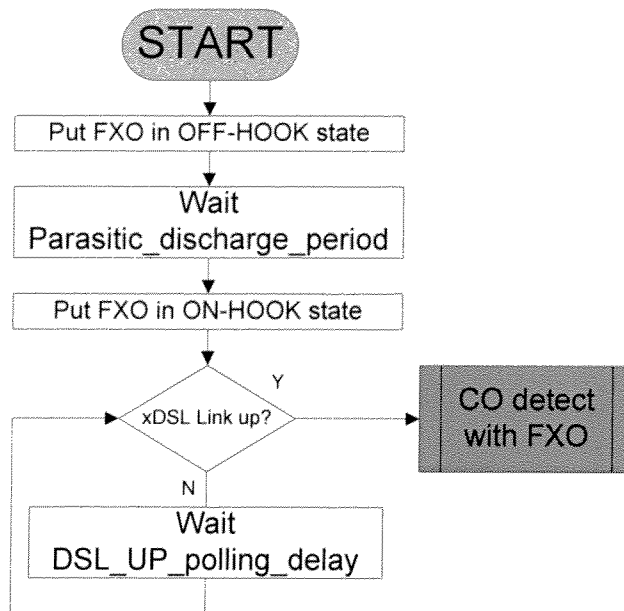 START
Put FXO in OFF-HOOK state
Wait
Parasitic_discharge_period
Put FXO in ON-HOOK state
xDSL Link up?
Y
CO detect
with FXO
N
Wait
DSL_UP_polling_delay